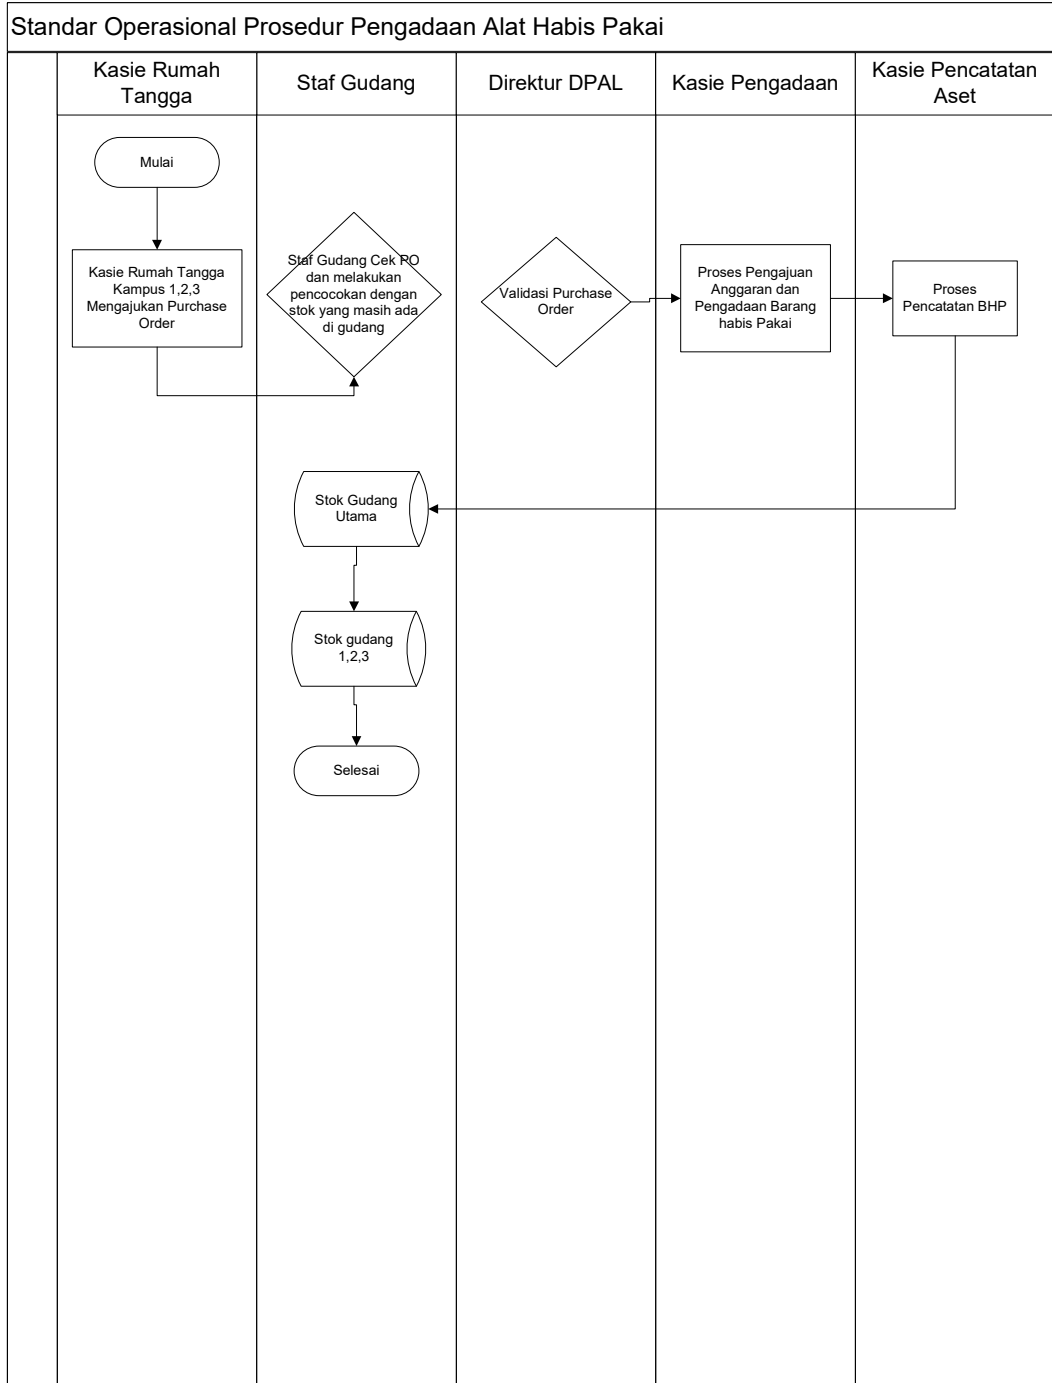 Standar Operasional Prosedur Pengadaan Alat Habis Pakai
Kasie Rumah
Tangga
Staf Gudang
Direktur DPAL
Kasie Pengadaan
Kasie Pencatatan
Aset
Mulai
Kasie Rumah Tangga
Kampus 1,2,3
Mengajukan Purchase
Order
Staf Gudang Cek PO
dan melakukan
pencocokan dengan
stok yang masih ada
di gudang
Validasi Purchase
Order
Proses Pengajuan
Anggaran dan
Pengadaan Barang
habis Pakai
Proses
Pencatatan BHP
Stok Gudang
Utama
Stok gudang
1,2,3
Selesai